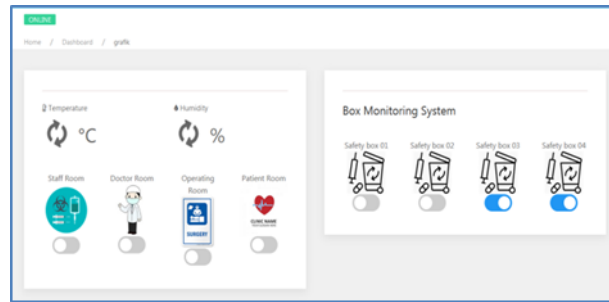 ONLINE
Home / Dashboard / grafik
Temperature
Humidity
°C
%
Staff Room
Doctor Room
Operating Room
Patient Room
SURGERY
CLINIC NAME
Box Monitoring System
Safety box 01
Safety box 02
Safety box 03
Safety box 04